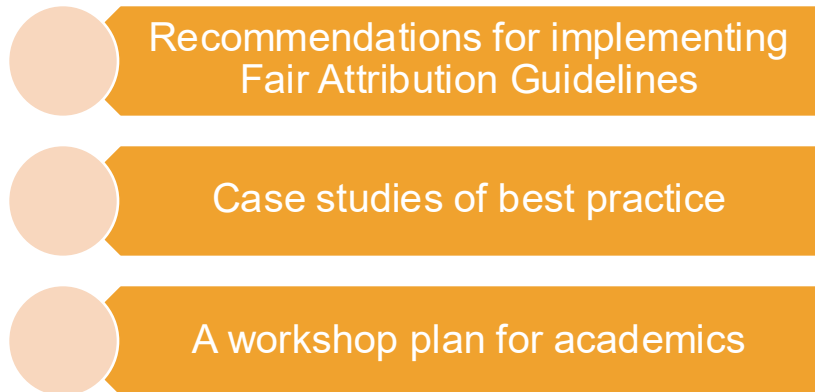 Recommendations for implementing
Fair Attribution Guidelines
Case studies of best practice
A workshop plan for academics